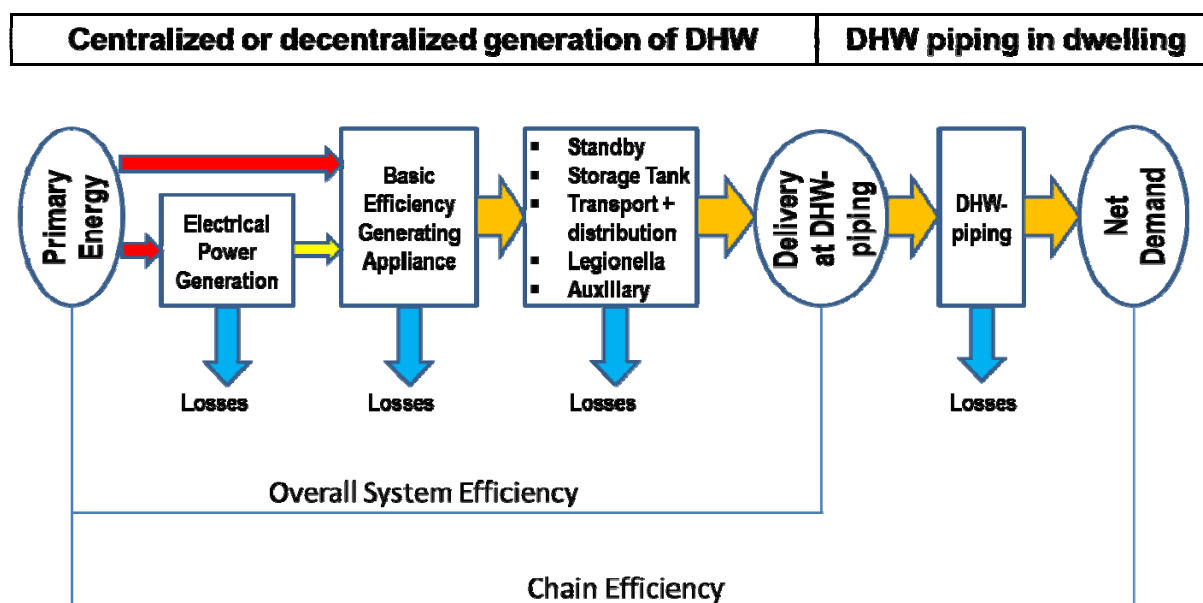 Centralized or decentralized generation of DHW
DHW piping in dwelling
Primary
Energy
Electrical
Power
Generation
Basic
Efficiency
Generating
Appliance
▪ Standby
▪ Storage Tank
▪ Transport +
distribution
▪ Legionella
▪ Auxiliary
Delivery
at DHW-
piping
DHW-
piping
Net
Demand
Losses
Losses
Losses
Losses
Overall System Efficiency
Chain Efficiency